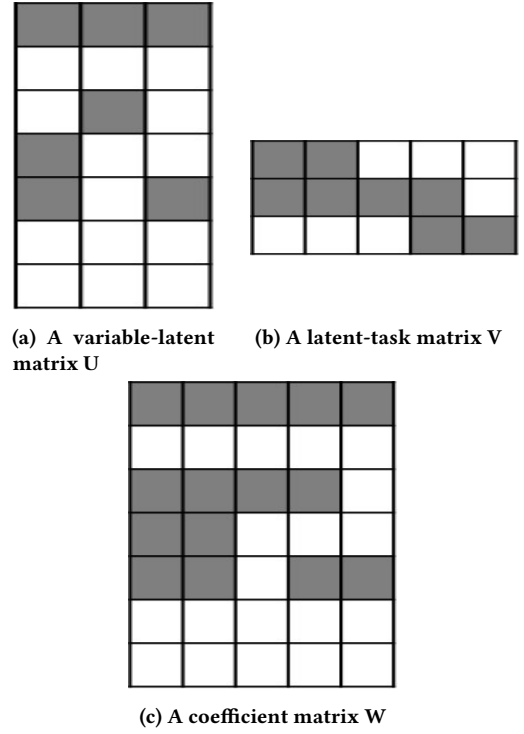 (a) A variable-latent
matrix U
(b) A latent-task matrix V
(c) A coefficient matrix W